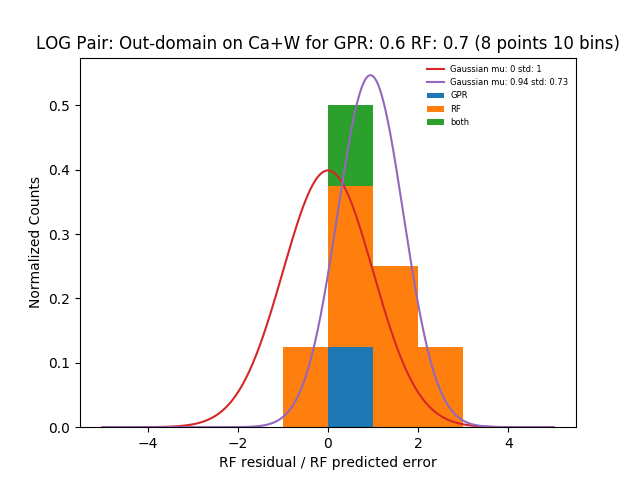 LOG Pair: Out-domain on Ca+W for GPR: 0.6 RF: 0.7 (8 points 10 bins)
Gaussian mu: 0 std: 1
Gaussian mu: 0.94 std: 0.73
GPR
RF
both
Normalized Counts
0.5
0.4
0.3
0.2
0.1
0.0
−4
−2
0
2
4
RF residual / RF predicted error